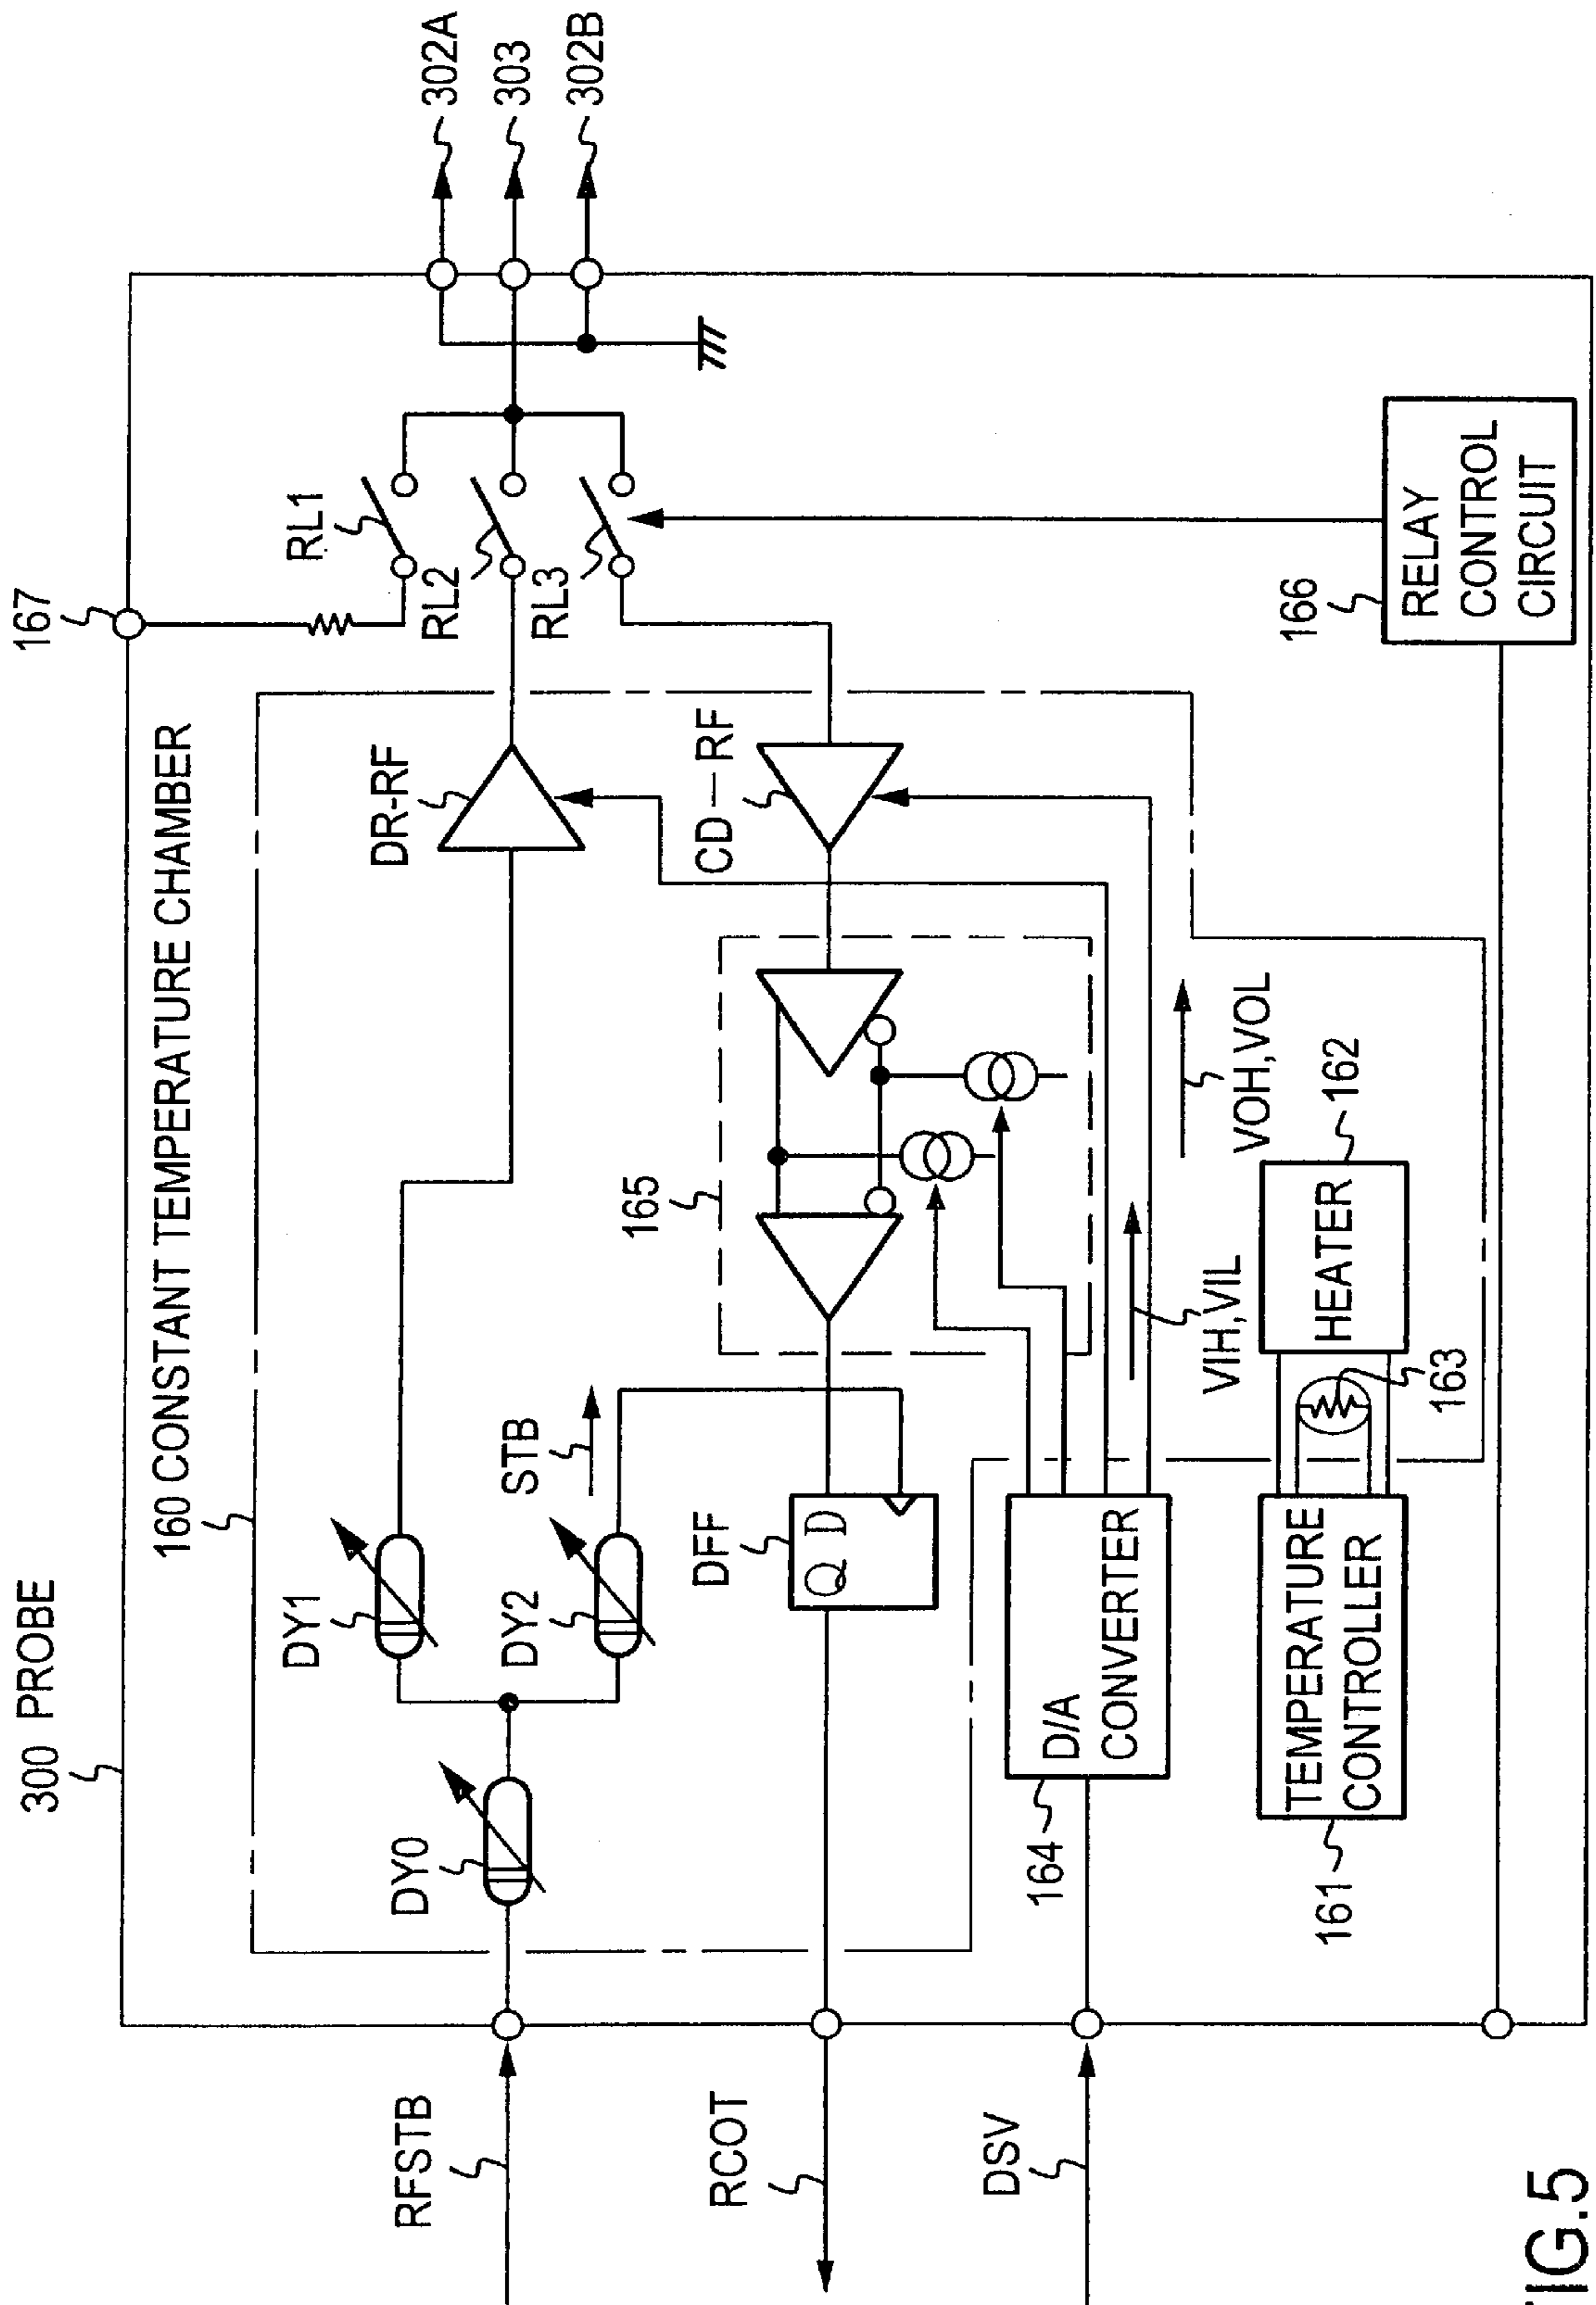 300 PROBE
167
160 CONSTANT TEMPERATURE CHAMBER
RL1
RL2
RL3
302A
303
302B
DR-RF
CD-RF
DY1
DY0
DY2
STB
DFF
Q D
165
RFSTB
RCOT
DSV
164
D/A
CONVERTER
VIH,VIL
VOH,VOL
161
TEMPERATURE
CONTROLLER
163
HEATER
162
166
RELAY
CONTROL
CIRCUIT
FIG.5